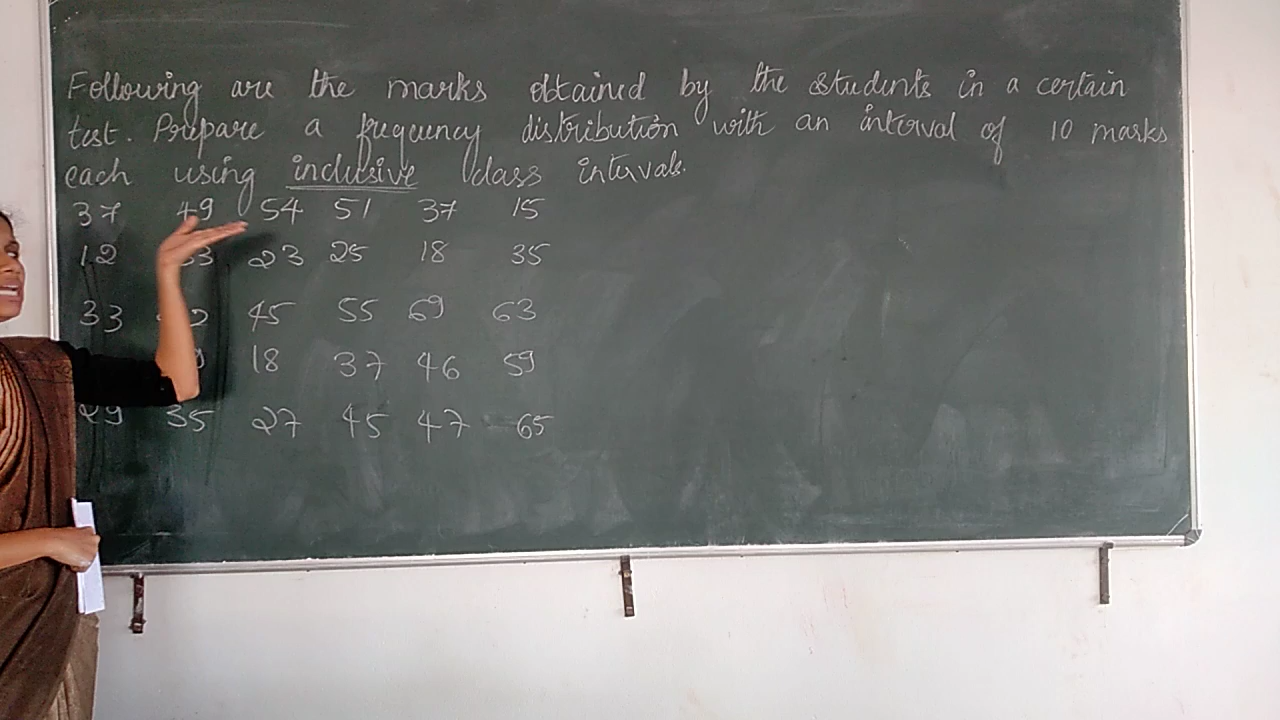 Following are the marks obtained by the students in a certain
test. Prepare a frequency distribution with an interval of 10 marks
each using inclusive class intervals.
37 49 54 51 37 15
12 23 25 18 35
33 45 55 69 63
18 37 46 59
29 35 27 45 47 65